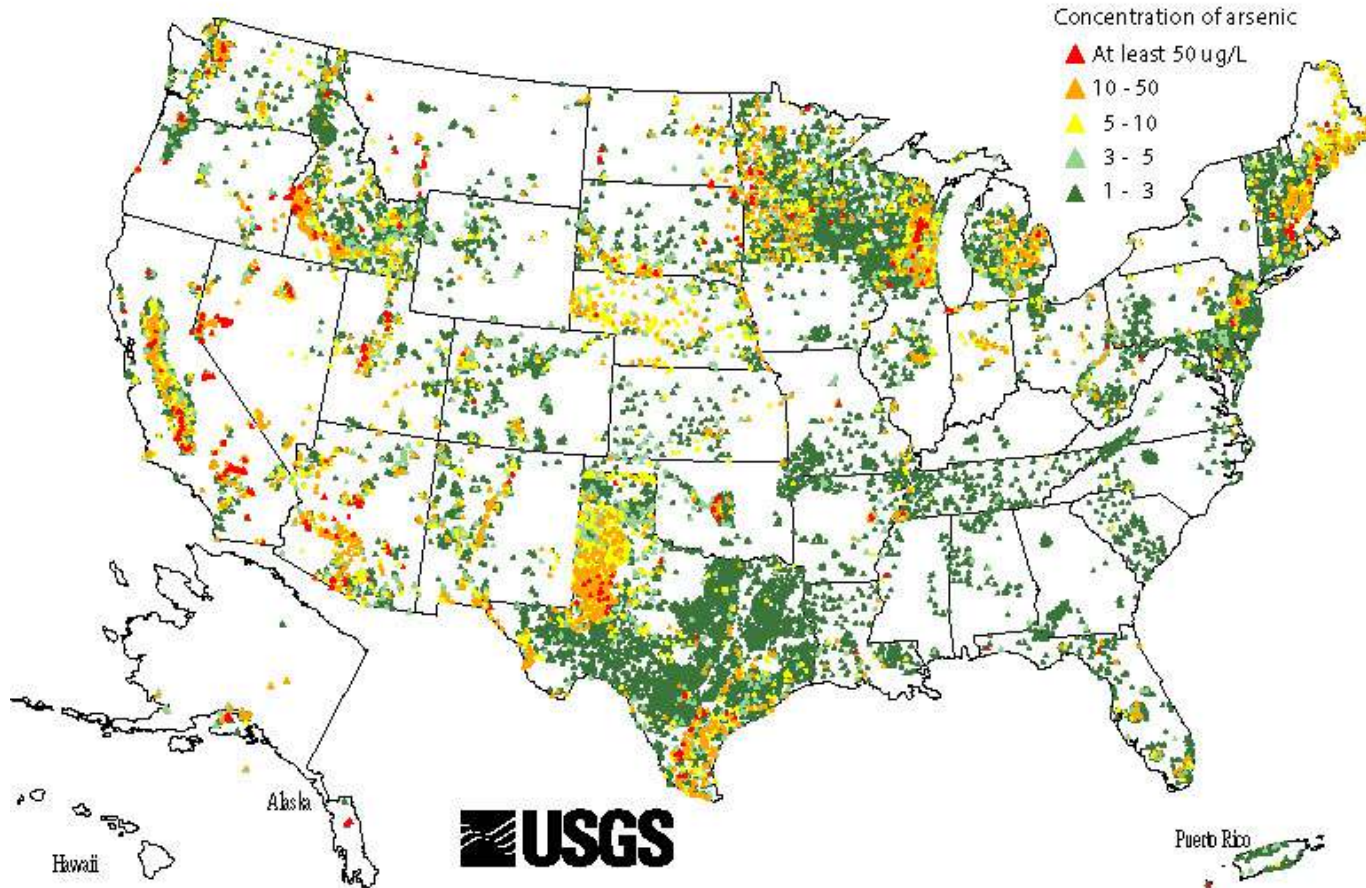 Concentration of arsenic
At least 50 ug/L
10 - 50
5 - 10
3 - 5
1 - 3
Alaska
Hawaii
USGS
Puerto Rico